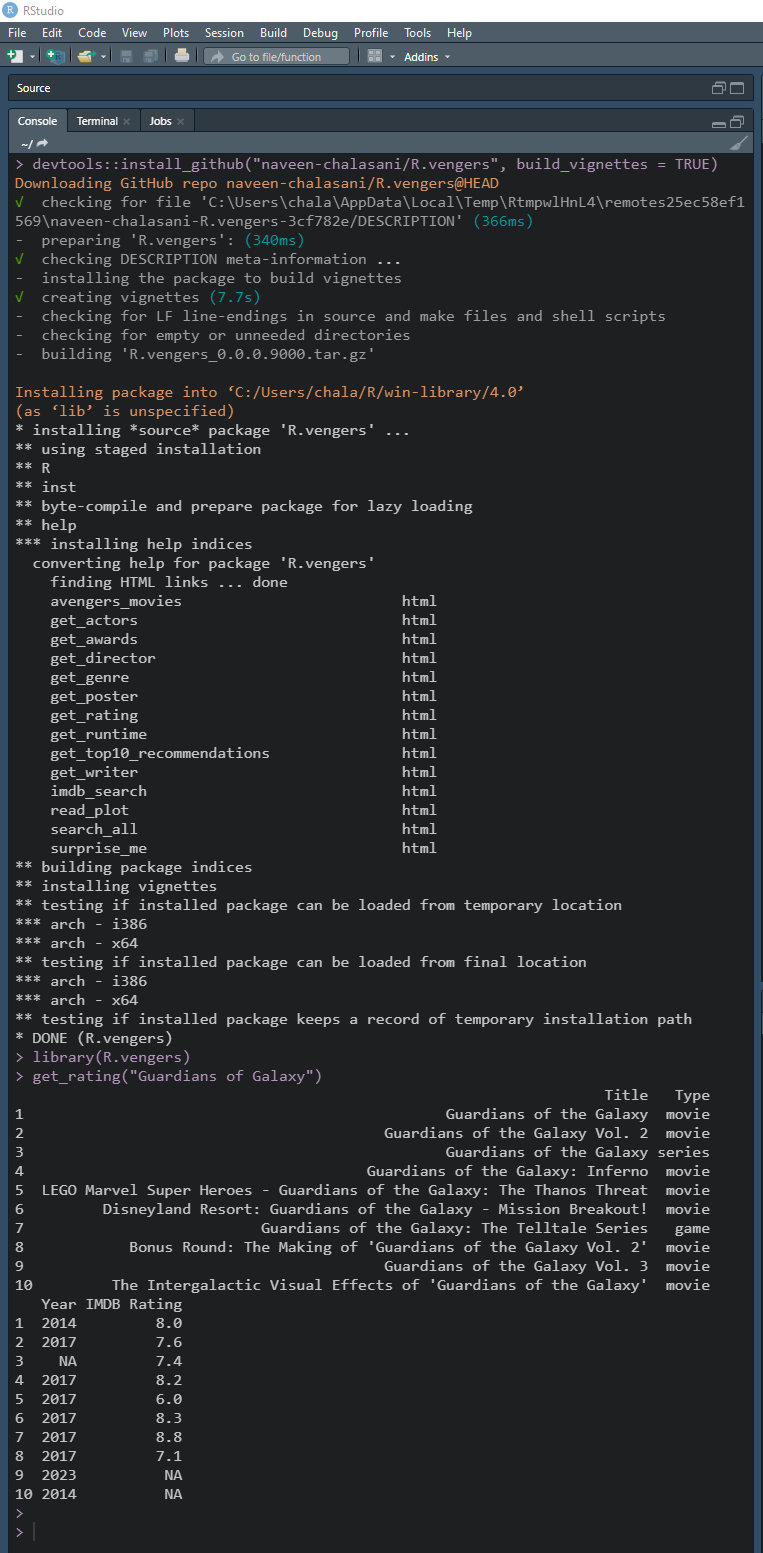 RStudio
File Edit Code View Plots Session Build Debug Profile Tools Help
Go to file/function Addins
Source
Console Terminal Jobs
~/
> devtools::install_github("naveen-chalasani/R.vengers", build_vignettes = TRUE)
Downloading GitHub repo naveen-chalasani/R.vengers@HEAD
√  checking for file 'C:\Users\chala\AppData\Local\Temp\RtmpwlHnL4\remotes25ec58ef1
569\naveen-chalasani-R.vengers-3cf782e/DESCRIPTION' (366ms)
-  preparing 'R.vengers': (340ms)
√  checking DESCRIPTION meta-information ...
-  installing the package to build vignettes
√  creating vignettes (7.7s)
-  checking for LF line-endings in source and make files and shell scripts
-  checking for empty or unneeded directories
-  building 'R.vengers_0.0.0.9000.tar.gz'
Installing package into ‘C:/Users/chala/R/win-library/4.0’
(as ‘lib’ is unspecified)
* installing *source* package 'R.vengers' ...
** using staged installation
** R
** inst
** byte-compile and prepare package for lazy loading
** help
*** installing help indices
  converting help for package 'R.vengers'
    finding HTML links ... done
    avengers_movies                         html
    get_actors                              html
    get_awards                              html
    get_director                            html
    get_genre                               html
    get_poster                              html
    get_rating                              html
    get_runtime                             html
    get_top10_recommendations               html
    get_writer                              html
    imdb_search                             html
    read_plot                               html
    search_all                              html
    surprise_me                             html
** building package indices
** installing vignettes
** testing if installed package can be loaded from temporary location
*** arch - i386
*** arch - x64
** testing if installed package can be loaded from final location
*** arch - i386
*** arch - x64
** testing if installed package keeps a record of temporary installation path
* DONE (R.vengers)
> library(R.vengers)
> get_rating("Guardians of Galaxy")
Title   Type
1 Guardians of the Galaxy  movie
2 Guardians of the Galaxy Vol. 2  movie
3 Guardians of the Galaxy series
4 Guardians of the Galaxy: Inferno  movie
5 LEGO Marvel Super Heroes - Guardians of the Galaxy: The Thanos Threat  movie
6 Disneyland Resort: Guardians of the Galaxy - Mission Breakout!  movie
7 Guardians of the Galaxy: The Telltale Series   game
8 Bonus Round: The Making of 'Guardians of the Galaxy Vol. 2'  movie
9 Guardians of the Galaxy Vol. 3  movie
10 The Intergalactic Visual Effects of 'Guardians of the Galaxy'  movie
   Year IMDB Rating
1  2014         8.0
2  2017         7.6
3    NA         7.4
4  2017         8.2
5  2017         6.0
6  2017         8.3
7  2017         8.8
8  2017         7.1
9  2023          NA
10 2014          NA
>
>